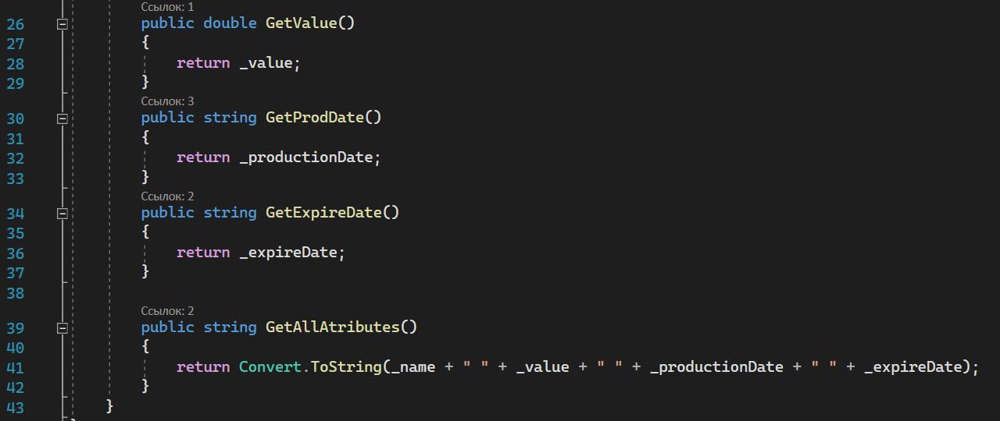 Ссылок: 1
26 public double GetValue()
27 {
28 return _value;
29 }
Ссылок: 3
30 public string GetProdDate()
31 {
32 return _productionDate;
33 }
Ссылок: 2
34 public string GetExpireDate()
35 {
36 return _expireDate;
37 }
38
Ссылок: 2
39 public string GetAllAtributes()
40 {
41 return Convert.ToString(_name + " " + _value + " " + _productionDate + " " + _expireDate);
42 }
43 }